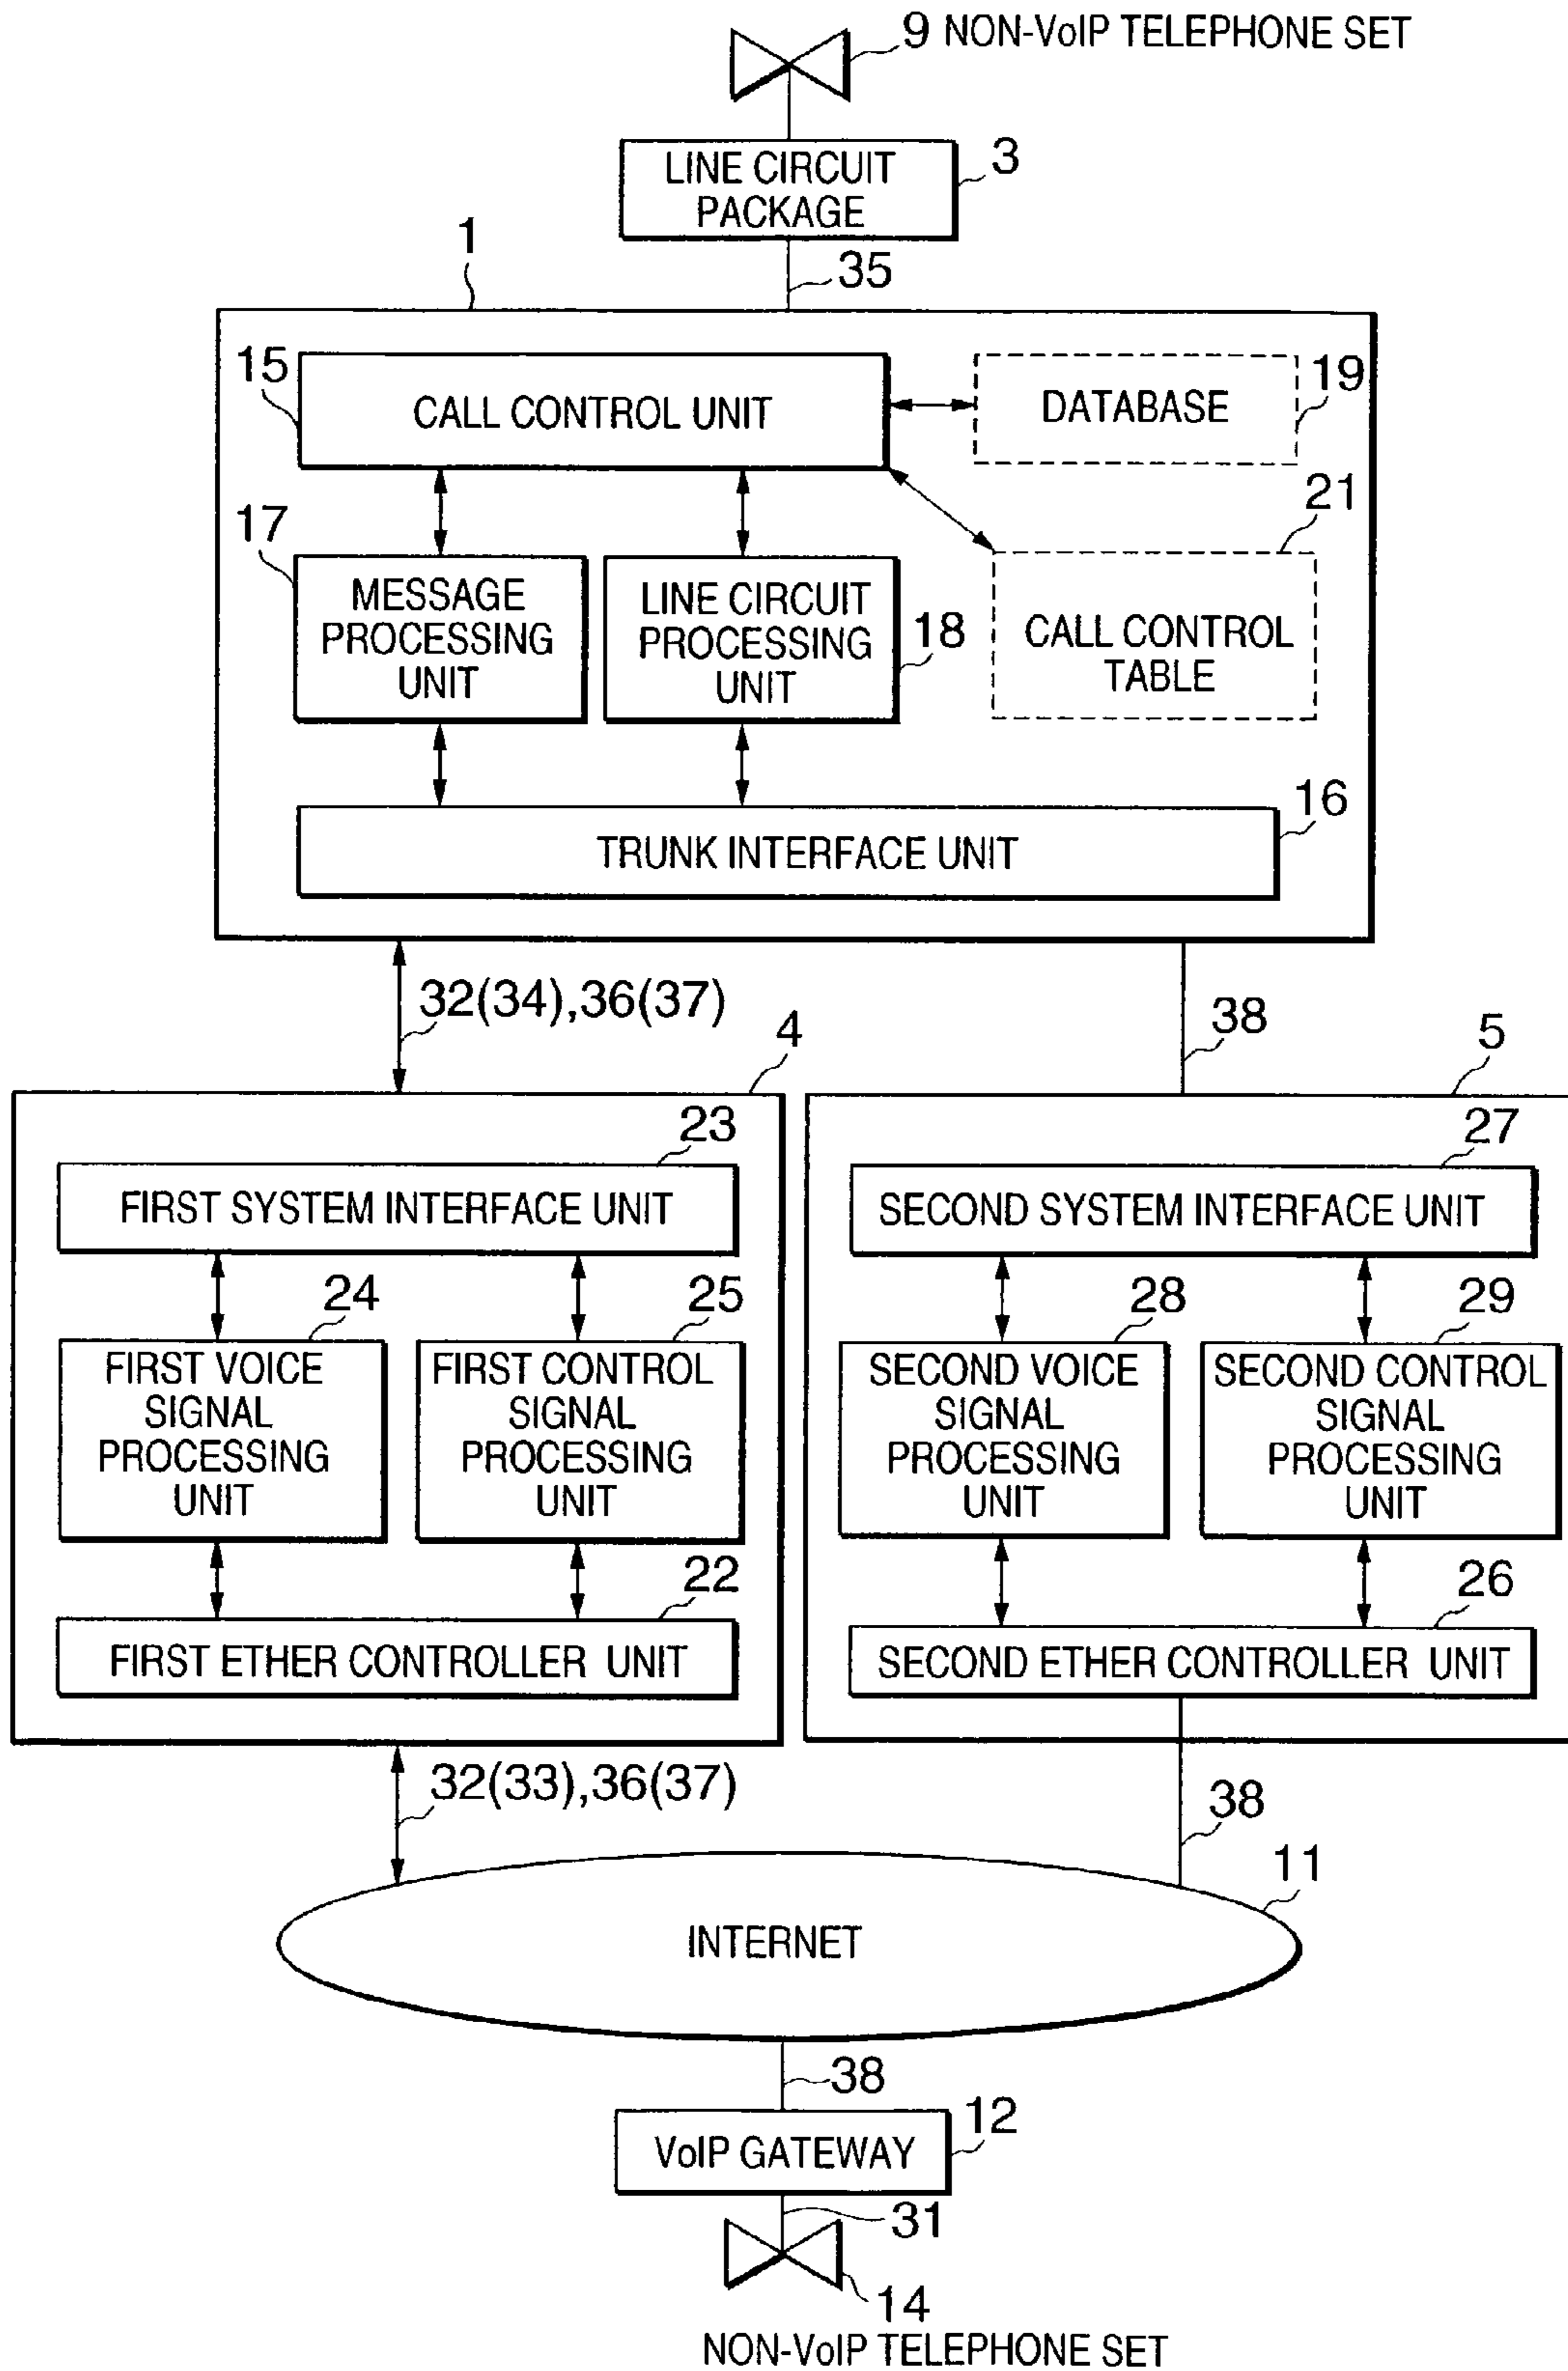 9 NON-VoIP TELEPHONE SET
LINE CIRCUIT
PACKAGE
3
1
35
15
CALL CONTROL UNIT
DATABASE
19
17
MESSAGE
PROCESSING
UNIT
LINE CIRCUIT
PROCESSING
UNIT
18
21
CALL CONTROL
TABLE
16
TRUNK INTERFACE UNIT
32(34),36(37)
38
4
5
23
FIRST SYSTEM INTERFACE UNIT
27
SECOND SYSTEM INTERFACE UNIT
24
25
28
29
FIRST VOICE
SIGNAL
PROCESSING
UNIT
FIRST CONTROL
SIGNAL
PROCESSING
UNIT
SECOND VOICE
SIGNAL
PROCESSING
UNIT
SECOND CONTROL
SIGNAL
PROCESSING
UNIT
22
FIRST ETHER CONTROLLER UNIT
26
SECOND ETHER CONTROLLER UNIT
32(33),36(37)
38
11
INTERNET
38
12
VoIP GATEWAY
31
14
NON-VoIP TELEPHONE SET